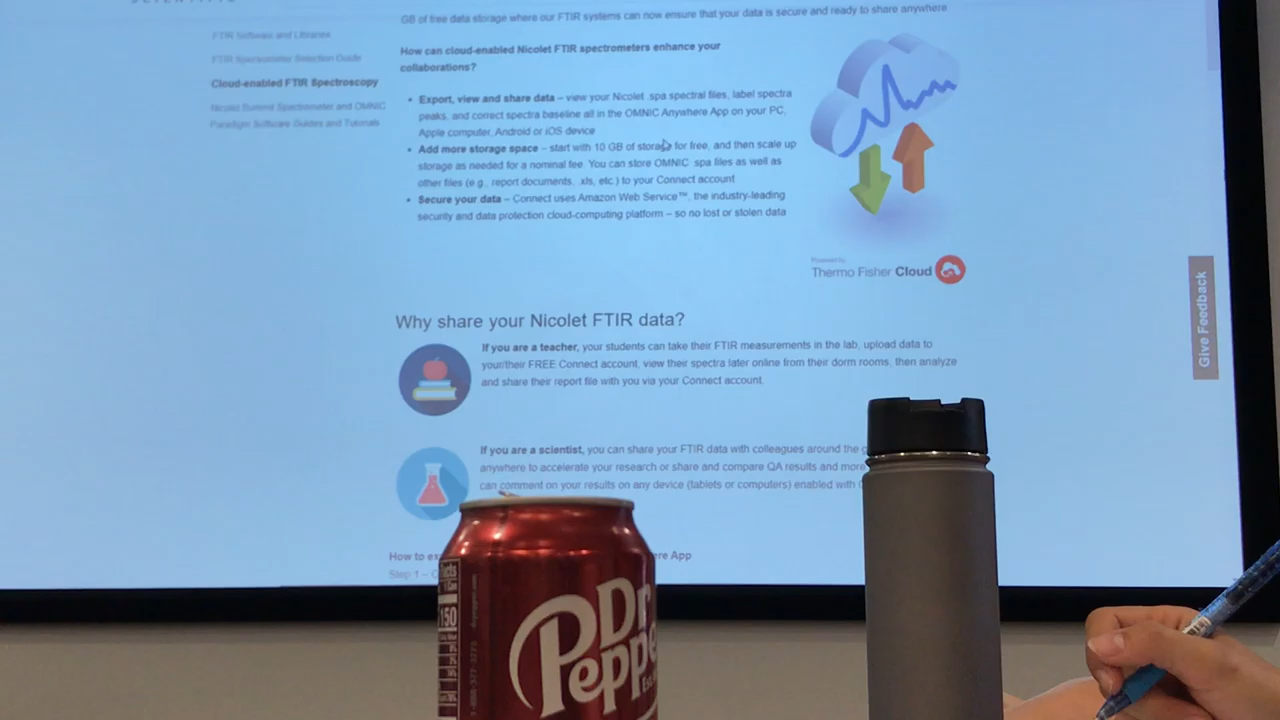 SCIENTIFIC
GB of free data storage where our FTIR systems can now ensure that your data is secure and ready to share anywhere
FTIR Software and Libraries
FTIR Spectrometer Selection Guide
Cloud-enabled FTIR Spectroscopy
Nicolet Summit Spectrometer and OMNIC
Paradigm Software Guides and Tutorials
How can cloud-enabled Nicolet FTIR spectrometers enhance your
collaborations?
• Export, view and share data – view your Nicolet .spa spectral files, label spectra
peaks, and correct spectra baseline all in the OMNIC Anywhere App on your PC,
Apple computer, Android or iOS device
• Add more storage space – start with 10 GB of storage for free, and then scale up
storage as needed for a nominal fee. You can store OMNIC .spa files as well as
other files (e.g., report documents, .xls, etc.) to your Connect account
• Secure your data – Connect uses Amazon Web Service™, the industry-leading
security and data protection cloud-computing platform – so no lost or stolen data
Powered by
Thermo Fisher Cloud
Give Feedback
Why share your Nicolet FTIR data?
If you are a teacher, your students can take their FTIR measurements in the lab, upload data to
your/their FREE Connect account, view their spectra later online from their dorm rooms, then analyze
and share their report file with you via your Connect account.
If you are a scientist, you can share your FTIR data with colleagues around the
anywhere to accelerate your research or share and compare QA results and more
can comment on your results on any device (tablets or computers) enabled with
How to
App
Step 1 –
150
Dr
Pepper